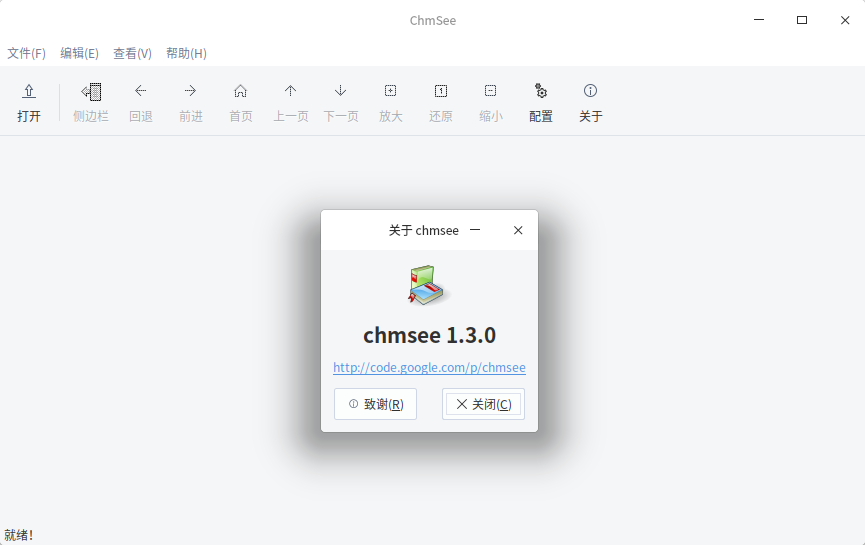 ChmSee
文件(F) 编辑(E) 查看(V) 帮助(H)
打开 侧边栏 回退 前进 首页 上一页 下一页 放大 还原 缩小 配置 关于
关于 chmsee
chmsee 1.3.0
http://code.google.com/p/chmsee
致谢(R) 关闭(C)
就绪!